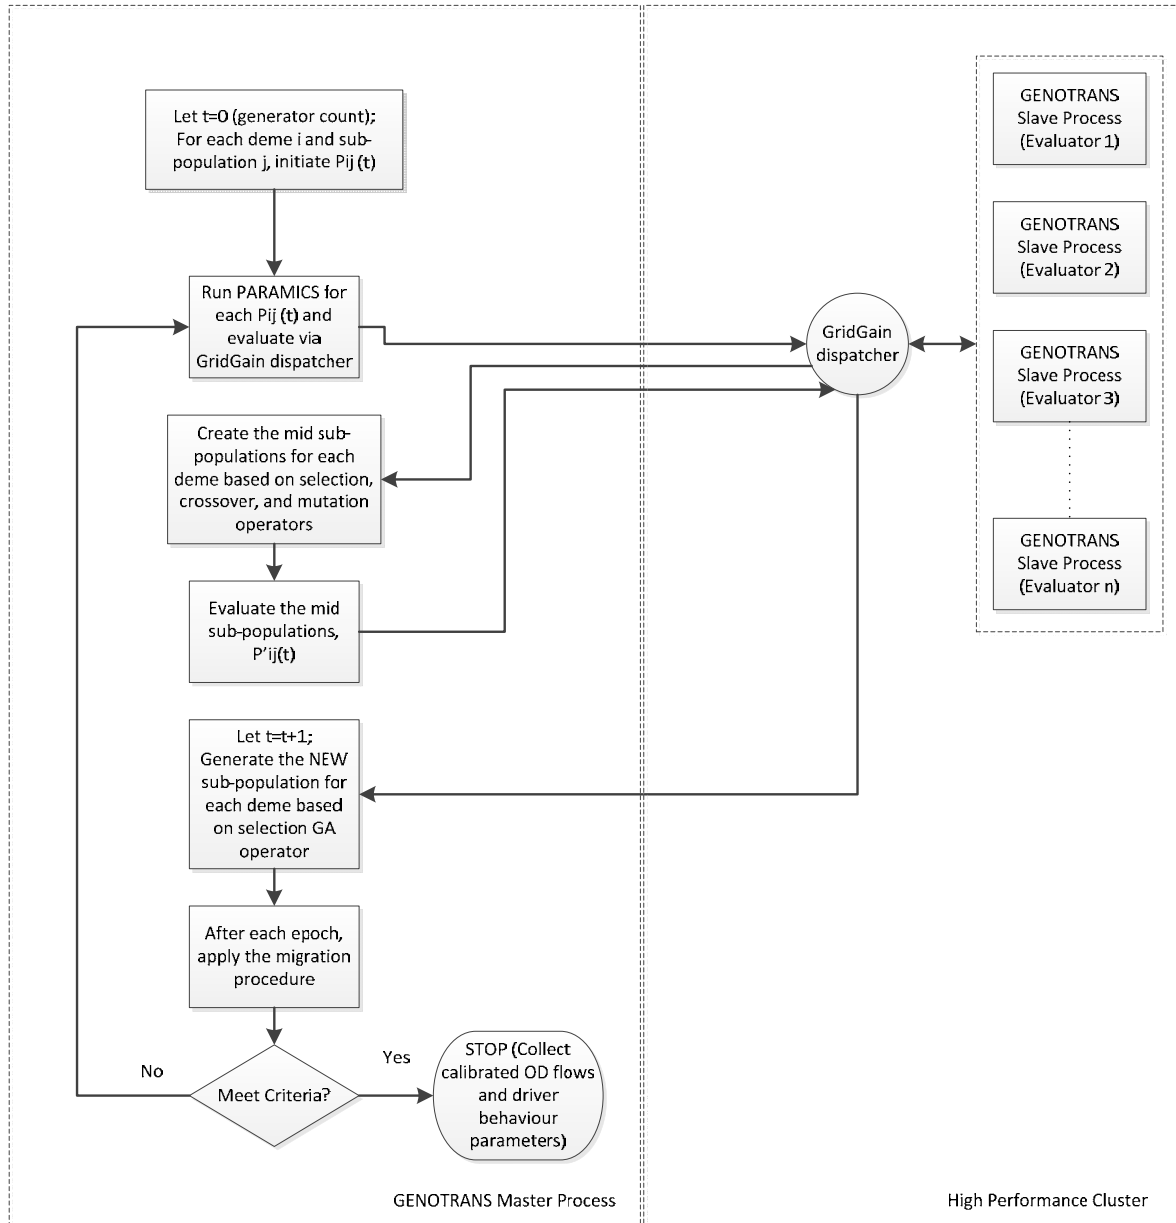 Let t=0 (generator count);
For each deme i and sub-
population j, initiate Pij (t)
Run PARAMICS for
each Pij (t) and
evaluate via
GridGain dispatcher
Create the mid sub-
populations for each
deme based on selection,
crossover, and mutation
operators
Evaluate the mid
sub-populations,
P'ij(t)
Let t=t+1;
Generate the NEW
sub-population for
each deme based
on selection GA
operator
After each epoch,
apply the migration
procedure
Meet Criteria?
No
Yes
STOP (Collect
calibrated OD flows
and driver
behaviour
parameters)
GENOTRANS Master Process
GridGain
dispatcher
GENOTRANS
Slave Process
(Evaluator 1)
GENOTRANS
Slave Process
(Evaluator 2)
GENOTRANS
Slave Process
(Evaluator 3)
GENOTRANS
Slave Process
(Evaluator n)
High Performance Cluster